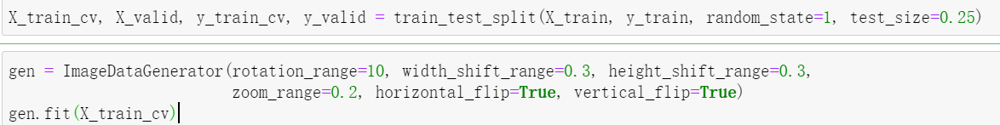 X_train_cv, X_valid, y_train_cv, y_valid = train_test_split(X_train, y_train, random_state=1, test_size=0.25)
gen = ImageDataGenerator(rotation_range=10, width_shift_range=0.3, height_shift_range=0.3,
zoom_range=0.2, horizontal_flip=True, vertical_flip=True)
gen.fit(X_train_cv)